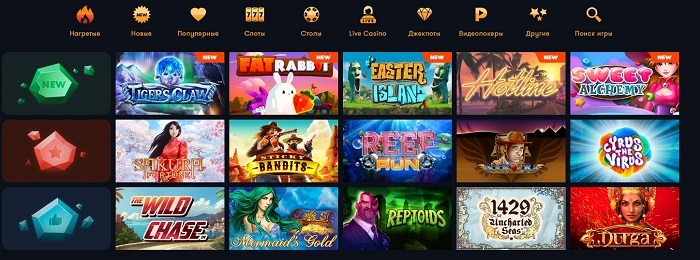 Нагретые
Новые
Популярные
Слоты
Столы
Live Casino
Джекпоты
Видеопокеры
Другие
Поиск игры
NEW
NEW
TIGER'S CLAW
NEW
FAT RABBIT
EASTER ISLAND
NEW
Hotline
NEW
SWEET ALCHEMY
NEW
SAKURA FORTUNE
STICKY BANDITS
REEF RUN
CYRUS THE VIRUS
THE WILD CHASE
Mermaid's Gold
REPTOIDS
1429 Uncharted Seas
Durga